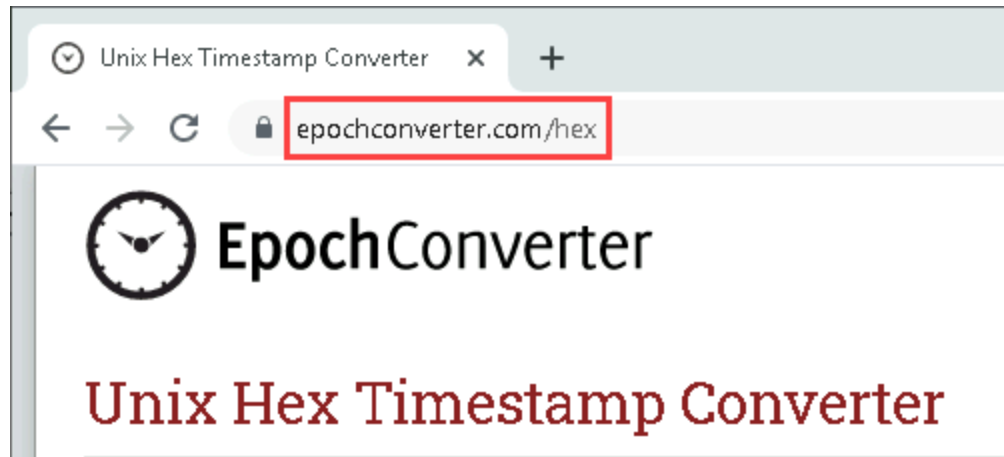 Unix Hex Timestamp Converter
epochconverter.com/hex
EpochConverter
Unix Hex Timestamp Converter